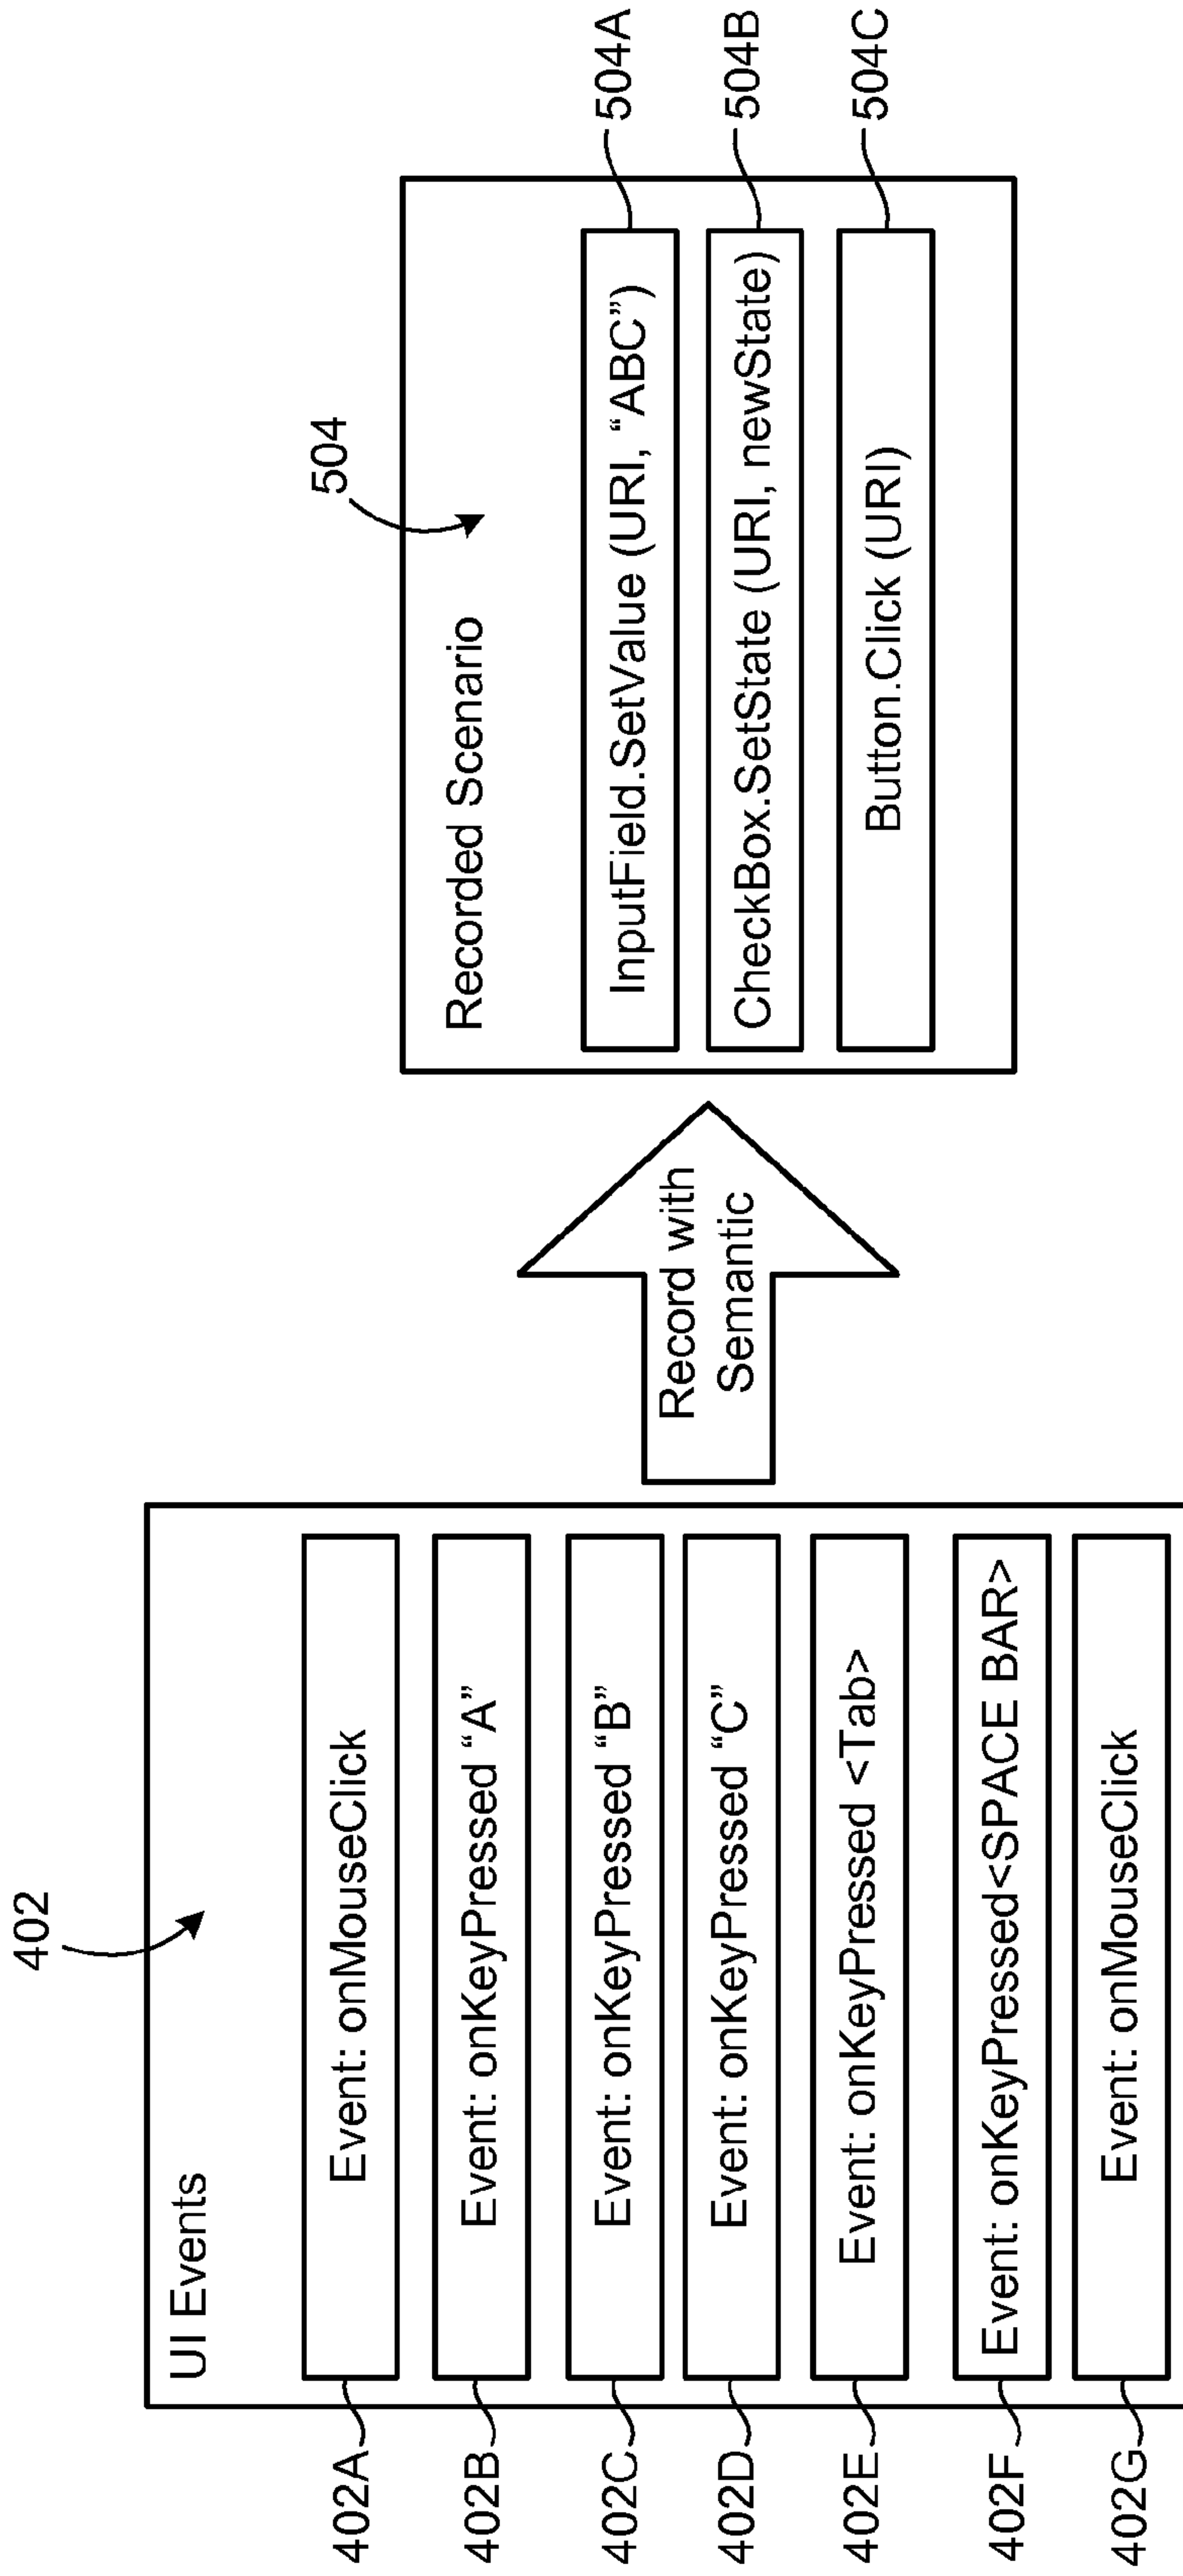 402
UI Events
402A
Event: onMouseClick
402B
Event: onKeyPressed “A”
402C
Event: onKeyPressed “B”
402D
Event: onKeyPressed “C”
402E
Event: onKeyPressed <Tab>
402F
Event: onKeyPressed<SPACE BAR>
402G
Event: onMouseClick
Record with
Semantic
504
Recorded Scenario
InputField.SetValue (URI, “ABC”)
504A
CheckBox.SetState (URI, newState)
504B
Button.Click (URI)
504C